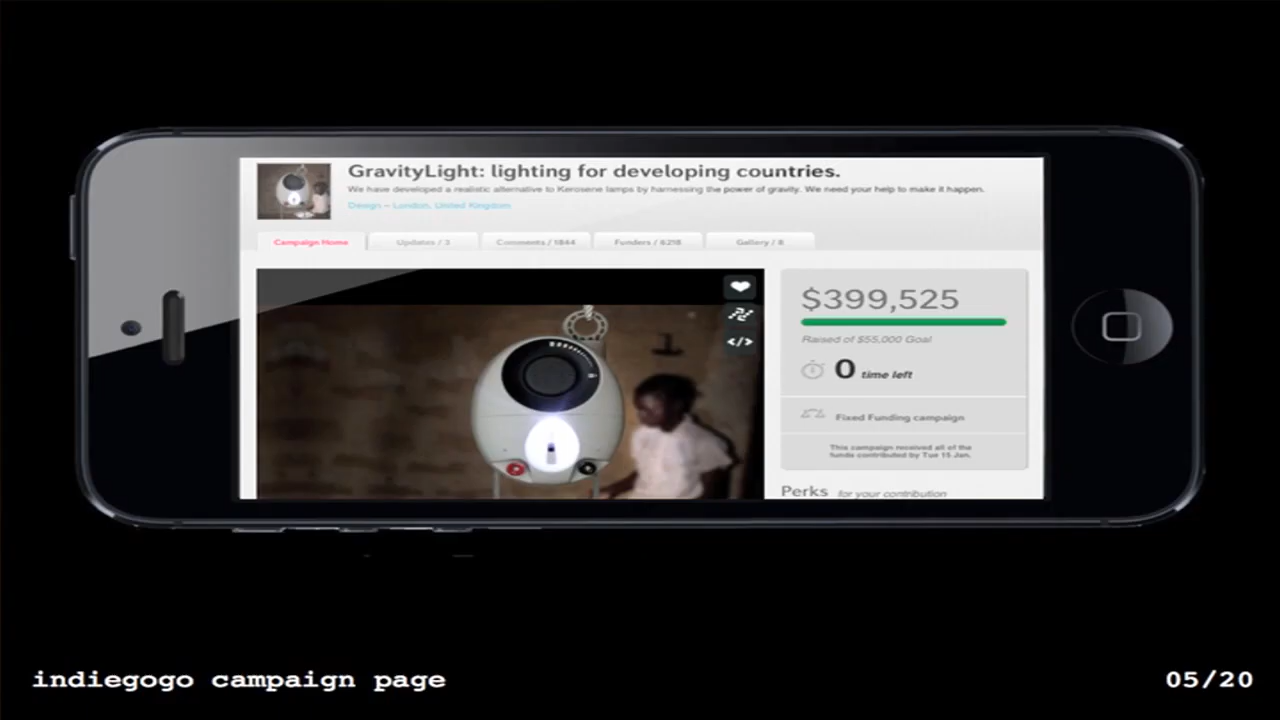 GravityLight: lighting for developing countries.
We have developed a realistic alternative to Kerosene lamps by harnessing the power of gravity. We need your help to make it happen.
Design – London, United Kingdom
Campaign Home
Updates / 3
Comments / 1844
Funders / 6218
Gallery / 8
$399,525
Raised of $55,000 Goal
0 time left
Fixed Funding campaign
This campaign received all of the
funds contributed by Tue 15 Jan.
Perks for your contribution
indiegogo campaign page
05/20